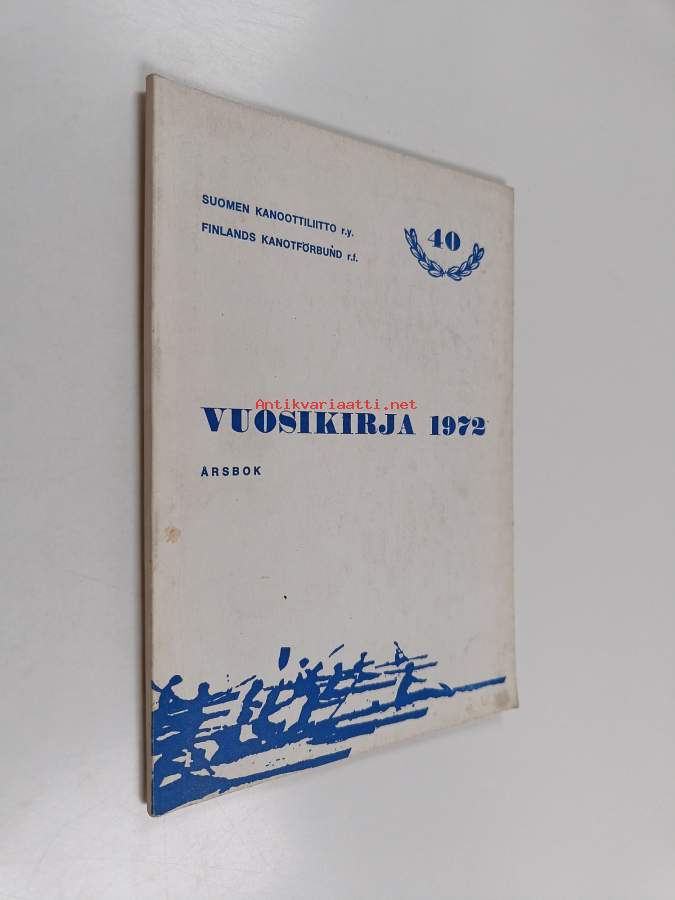 SUOMEN KANOOTTILIITTO r.y.
FINLANDS KANOTFÖRBUND r.f.
40
Antikvariaatti.net
VUOSIKIRJA 1972
ÅRSBOK